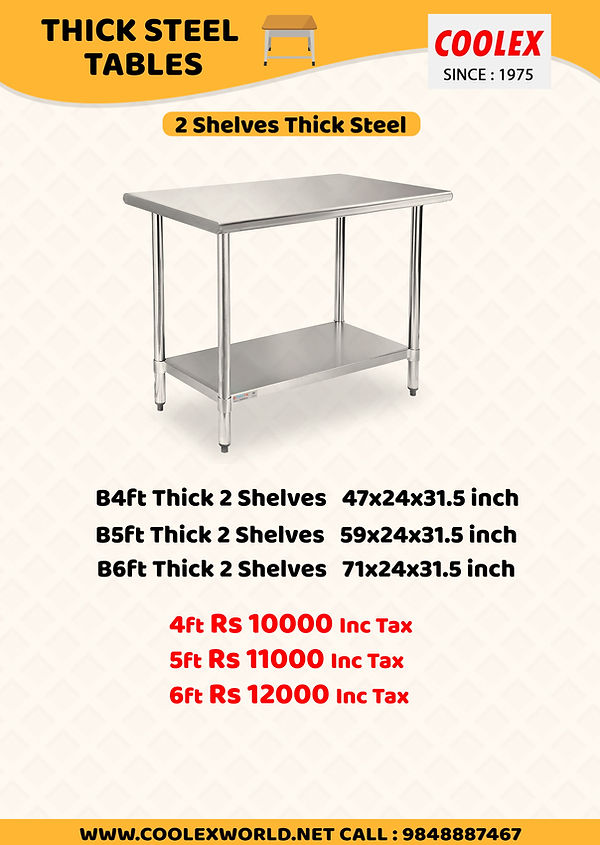 THICK STEEL
TABLES
COOLEX
SINCE : 1975
2 Shelves Thick Steel
B4ft Thick 2 Shelves 47x24x31.5 inch
B5ft Thick 2 Shelves 59x24x31.5 inch
B6ft Thick 2 Shelves 71x24x31.5 inch
4ft Rs 10000 Inc Tax
5ft Rs 11000 Inc Tax
6ft Rs 12000 Inc Tax
WWW.COOLEXWORLD.NET CALL : 9848887467